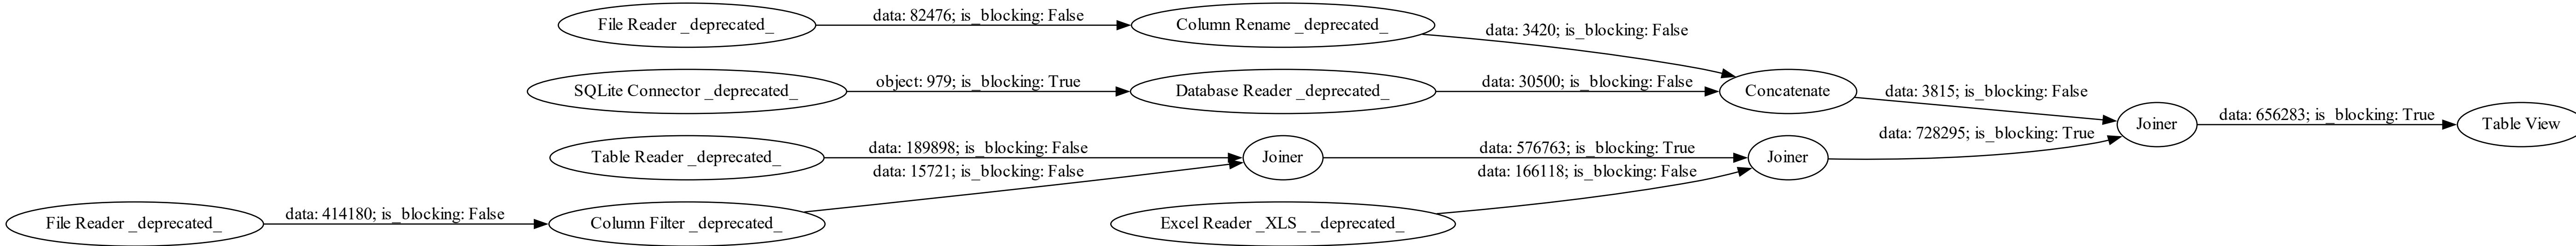 File Reader _deprecated_
data: 82476; is_blocking: False
Column Rename _deprecated_
data: 3420; is_blocking: False
SQLite Connector _deprecated_
object: 979; is_blocking: True
Database Reader _deprecated_
data: 30500; is_blocking: False
Concatenate
data: 3815; is_blocking: False
Table Reader _deprecated_
data: 189898; is_blocking: False
Joiner
data: 576763; is_blocking: True
Joiner
data: 728295; is_blocking: True
Joiner
data: 656283; is_blocking: True
Table View
File Reader _deprecated_
data: 414180; is_blocking: False
Column Filter _deprecated_
data: 15721; is_blocking: False
Excel Reader _XLS_ _deprecated_
data: 166118; is_blocking: False